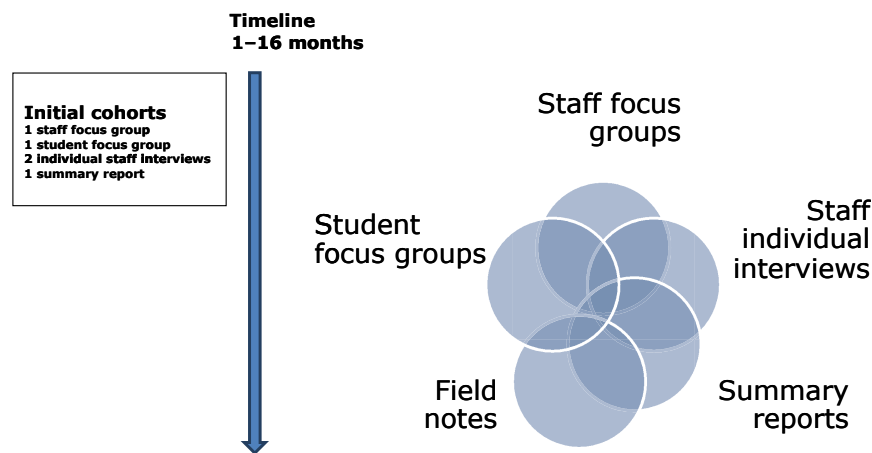 Timeline
1–16 months
Initial cohorts
1 staff focus group
1 student focus group
2 individual staff interviews
1 summary report
Staff focus
groups
Student
focus groups
Staff
individual
interviews
Field
notes
Summary
reports